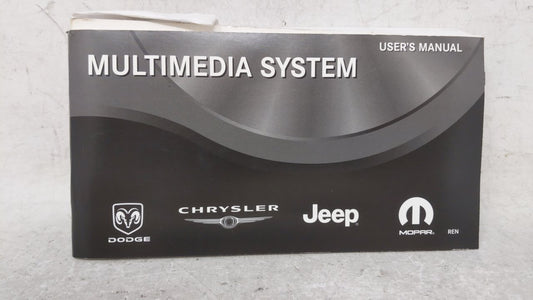 USER'S MANUAL
MULTIMEDIA SYSTEM
DODGE
CHRYSLER
Jeep
MOPAR
REN